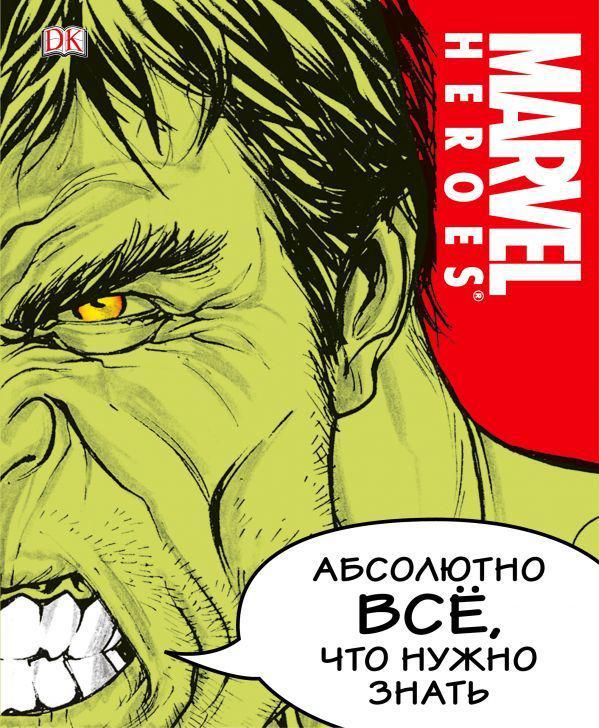 DK
MARVEL
HEROES®
АБСОЛЮТНО
ВСЁ,
ЧТО НУЖНО
ЗНАТЬ